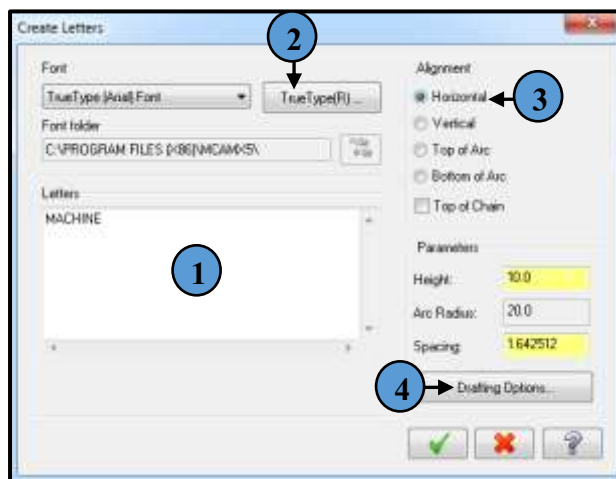 Create Letters
2
Font
TrueType (Arial) Font
TrueType(R) ...
Font folder
C:\PROGRAM FILES (X86)\MCAMX5\
Letters
MACHINE
1
Alignment
Horizontal
3
Vertical
Top of Arc
Bottom of Arc
Top of Chain
Parameters
Height:
10.0
Arc Radius:
20.0
Spacing:
1.642512
4
Drafting Options...
?